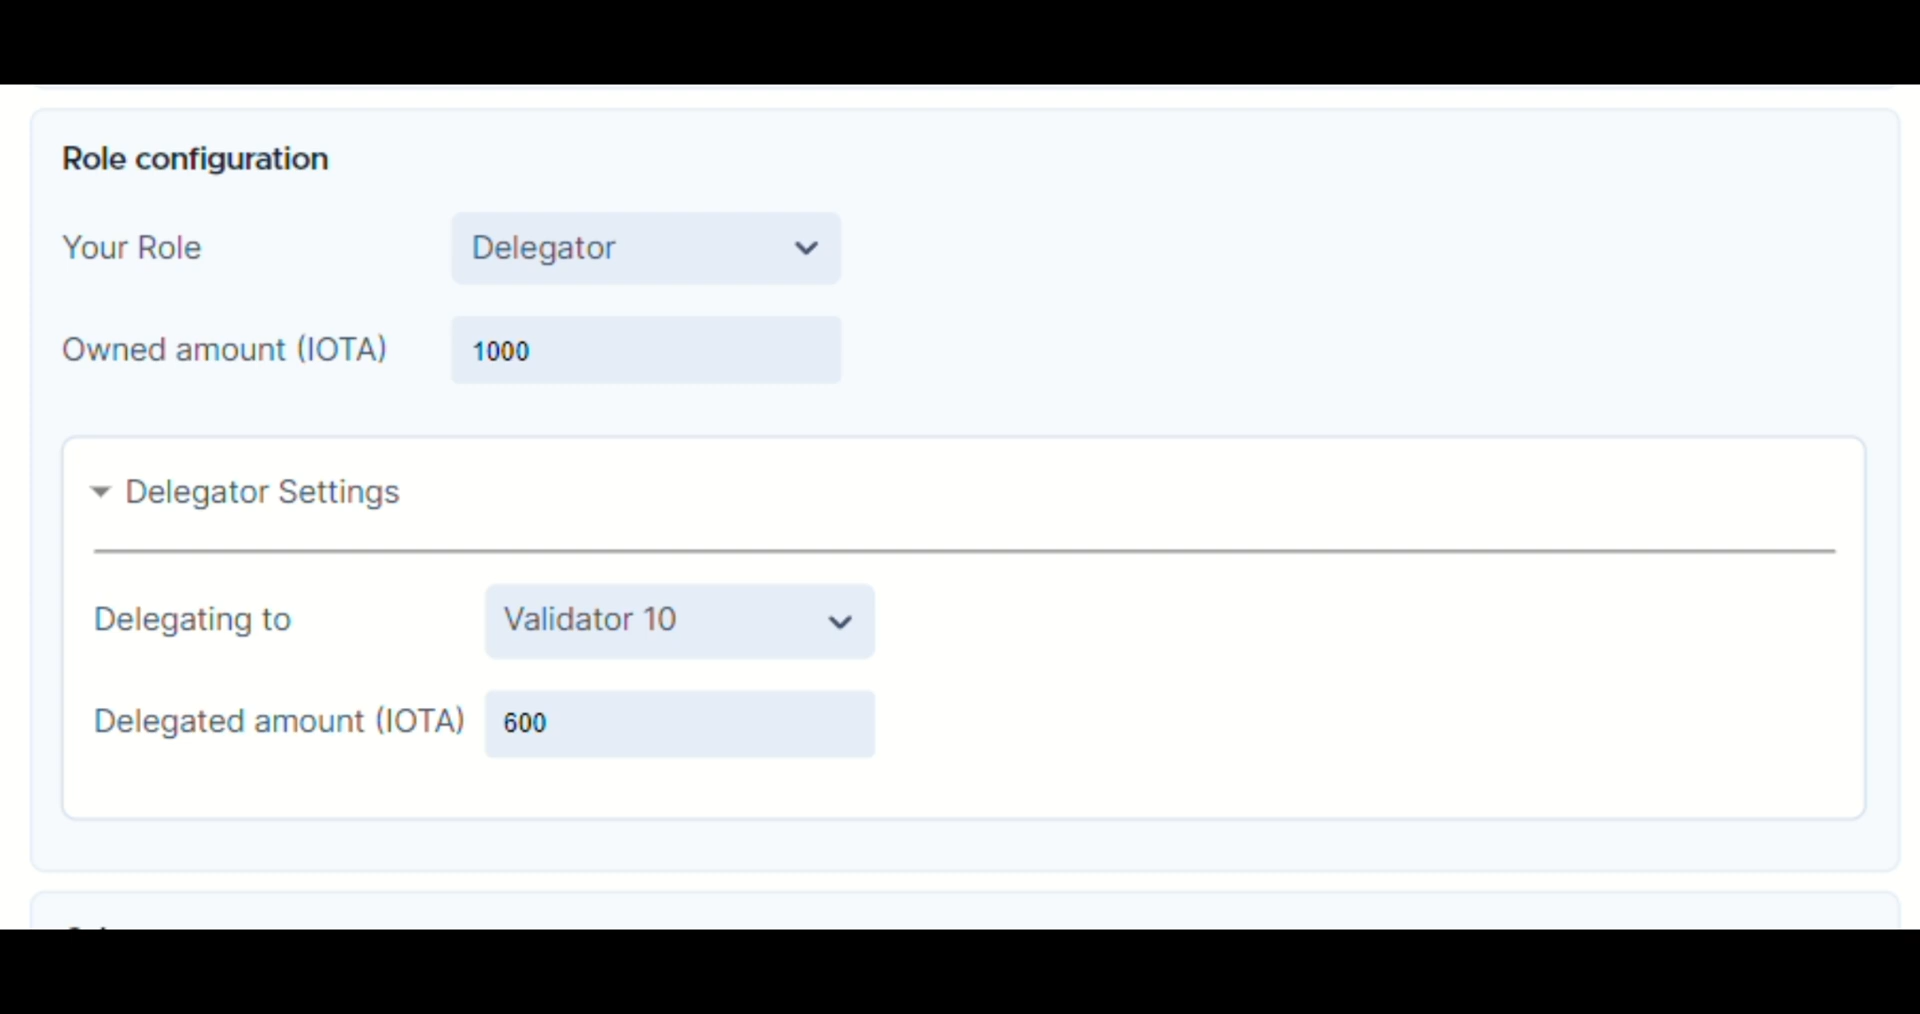 Role configuration
Your Role Delegator
Owned amount (IOTA) 1000
Delegator Settings
Delegating to Validator 10
Delegated amount (IOTA) 600